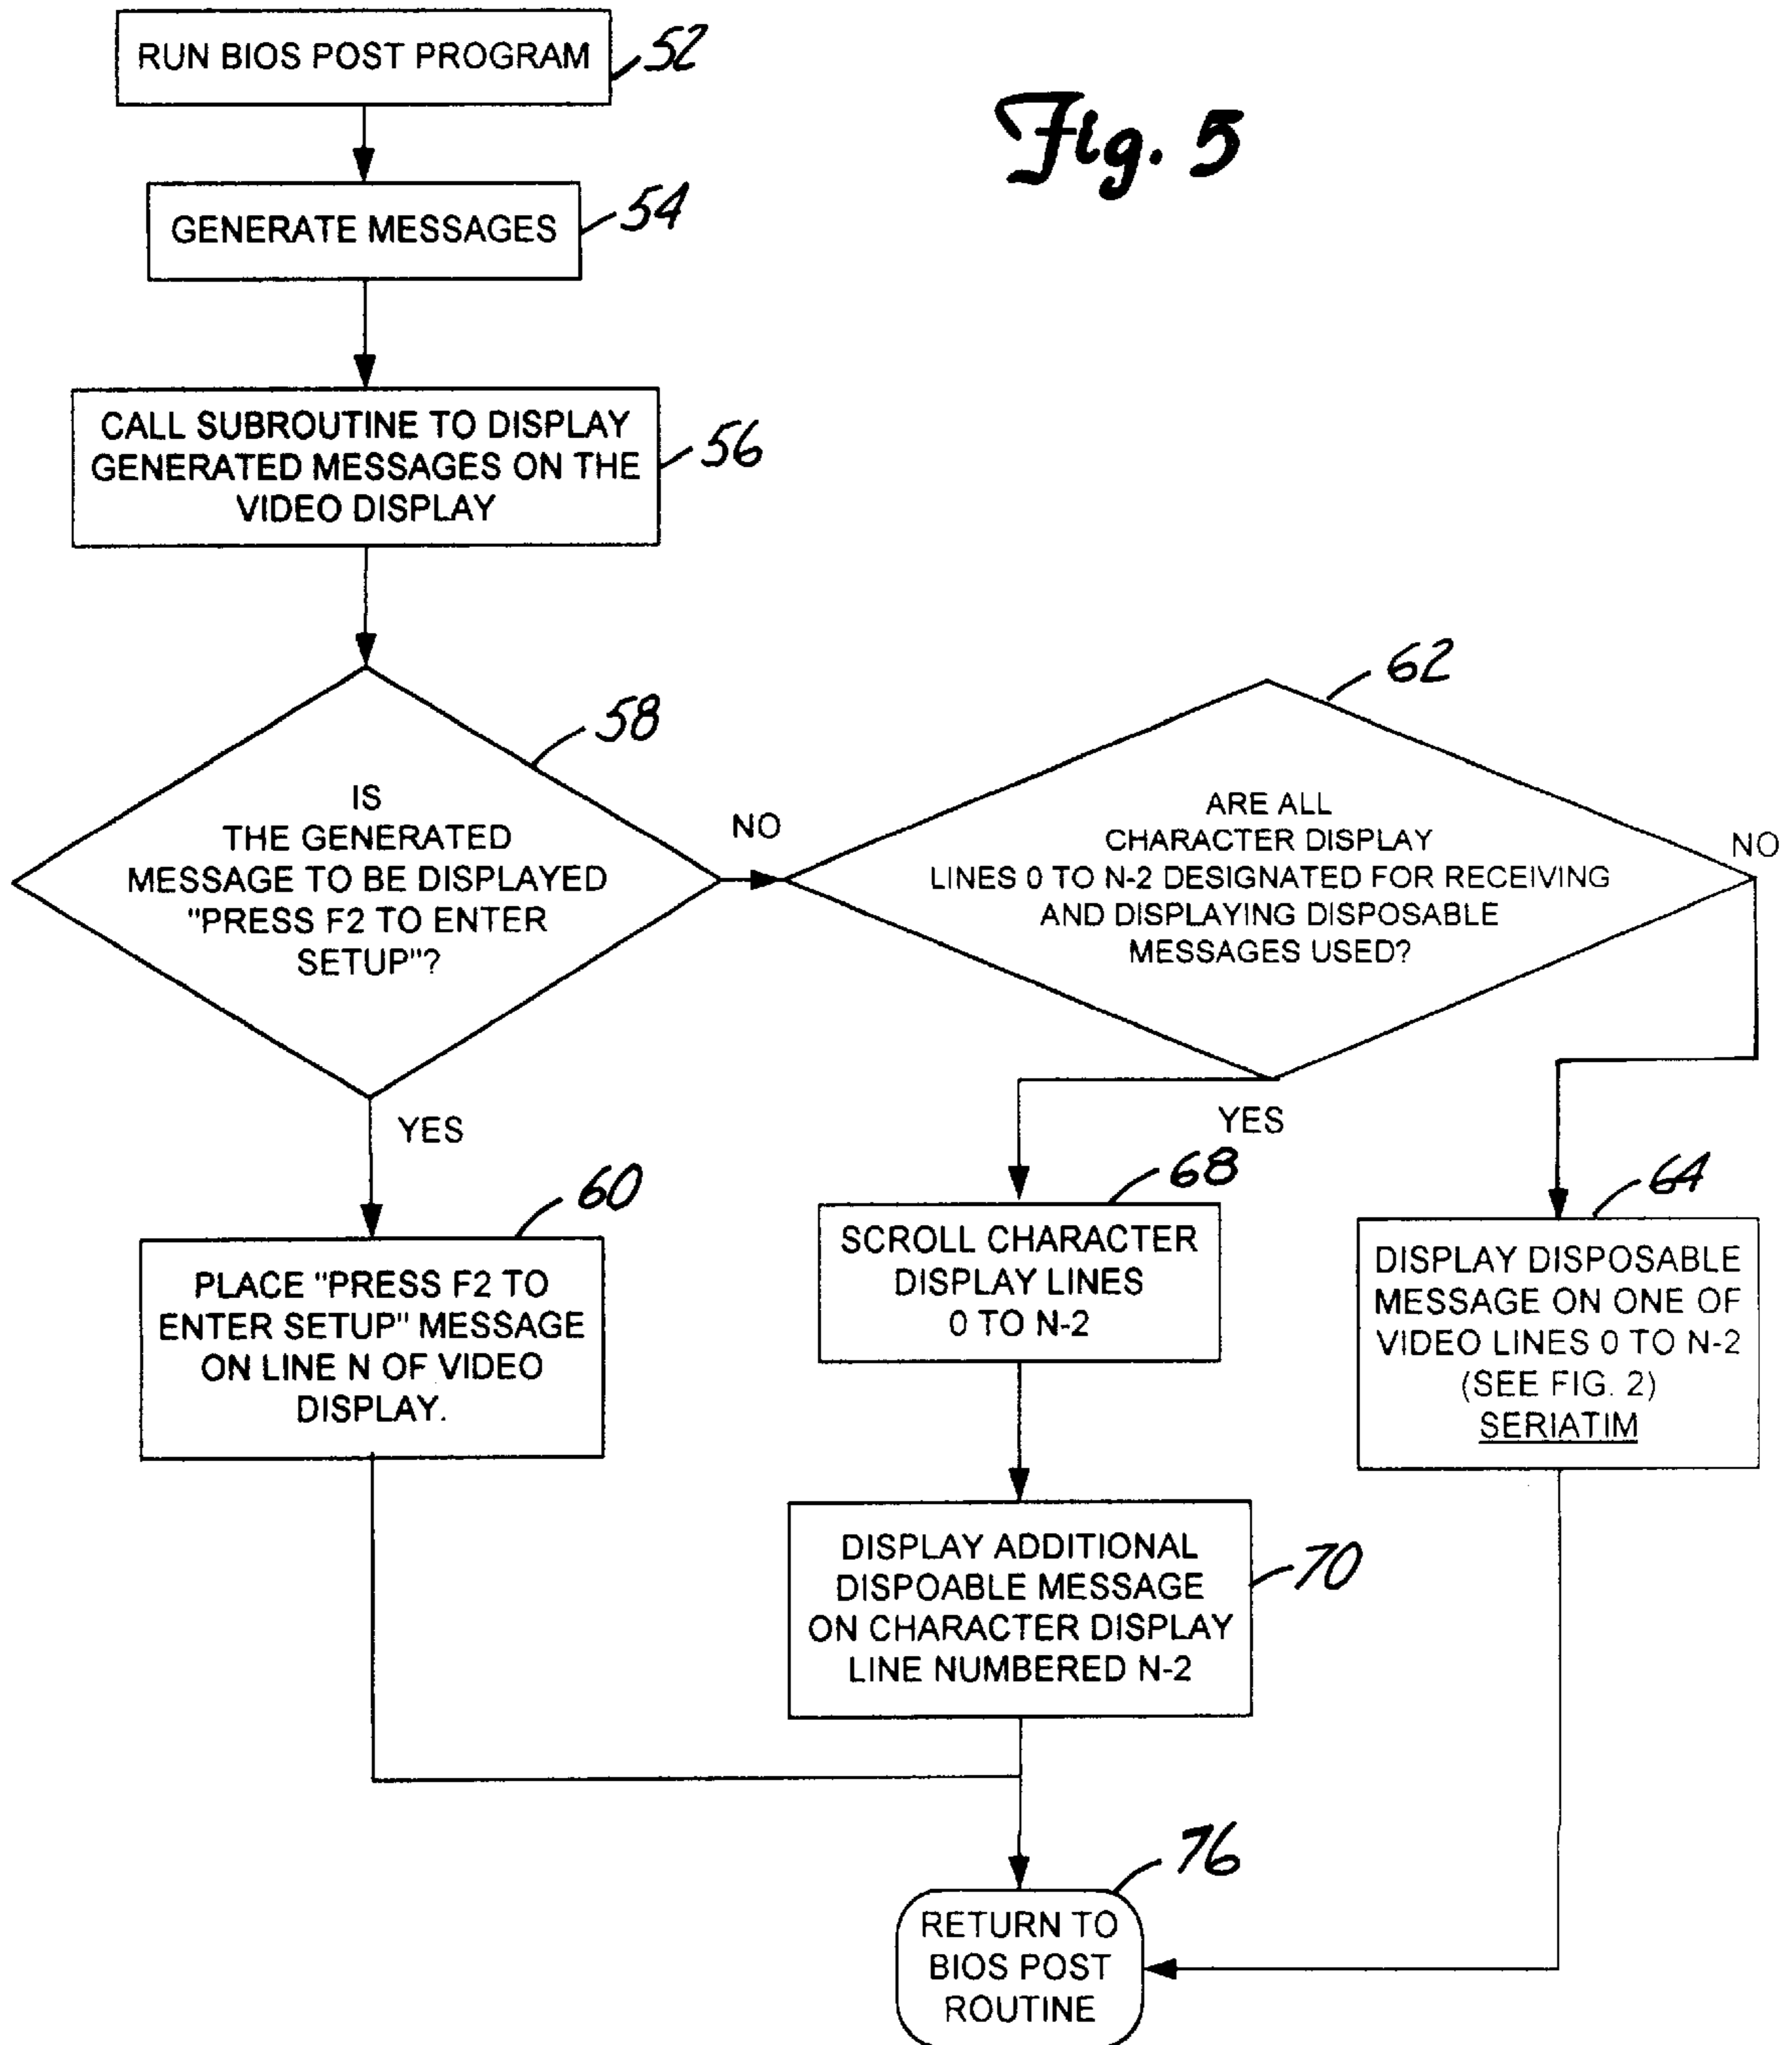 RUN BIOS POST PROGRAM
52
Fig. 5
GENERATE MESSAGES
54
CALL SUBROUTINE TO DISPLAY
GENERATED MESSAGES ON THE
VIDEO DISPLAY
56
58
IS
THE GENERATED
MESSAGE TO BE DISPLAYED
"PRESS F2 TO ENTER
SETUP"?
NO
62
ARE ALL
CHARACTER DISPLAY
LINES 0 TO N-2 DESIGNATED FOR RECEIVING
AND DISPLAYING DISPOSABLE
MESSAGES USED?
NO
YES
YES
60
PLACE "PRESS F2 TO
ENTER SETUP" MESSAGE
ON LINE N OF VIDEO
DISPLAY.
68
SCROLL CHARACTER
DISPLAY LINES
0 TO N-2
64
DISPLAY DISPOSABLE
MESSAGE ON ONE OF
VIDEO LINES 0 TO N-2
(SEE FIG. 2)
SERIATIM
DISPLAY ADDITIONAL
DISPOABLE MESSAGE
ON CHARACTER DISPLAY
LINE NUMBERED N-2
70
76
RETURN TO
BIOS POST
ROUTINE